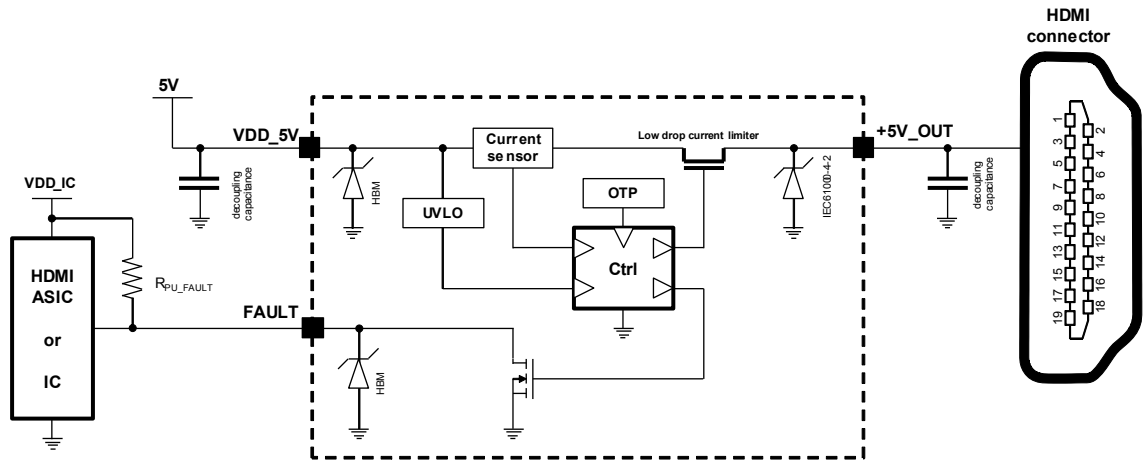 HDMI
connector
5V
VDD_5V
Current
sensor
Low drop current limiter
+5V_OUT
decoupling
capacitance
HBM
UVLO
OTP
IEC61000-4-2
decoupling
capacitance
VDD_IC
HDMI
ASIC
or
IC
RPU_FAULT
FAULT
Ctrl
HBM
1
2
3
4
5
6
7
8
9
10
11
12
13
14
15
16
17
18
19